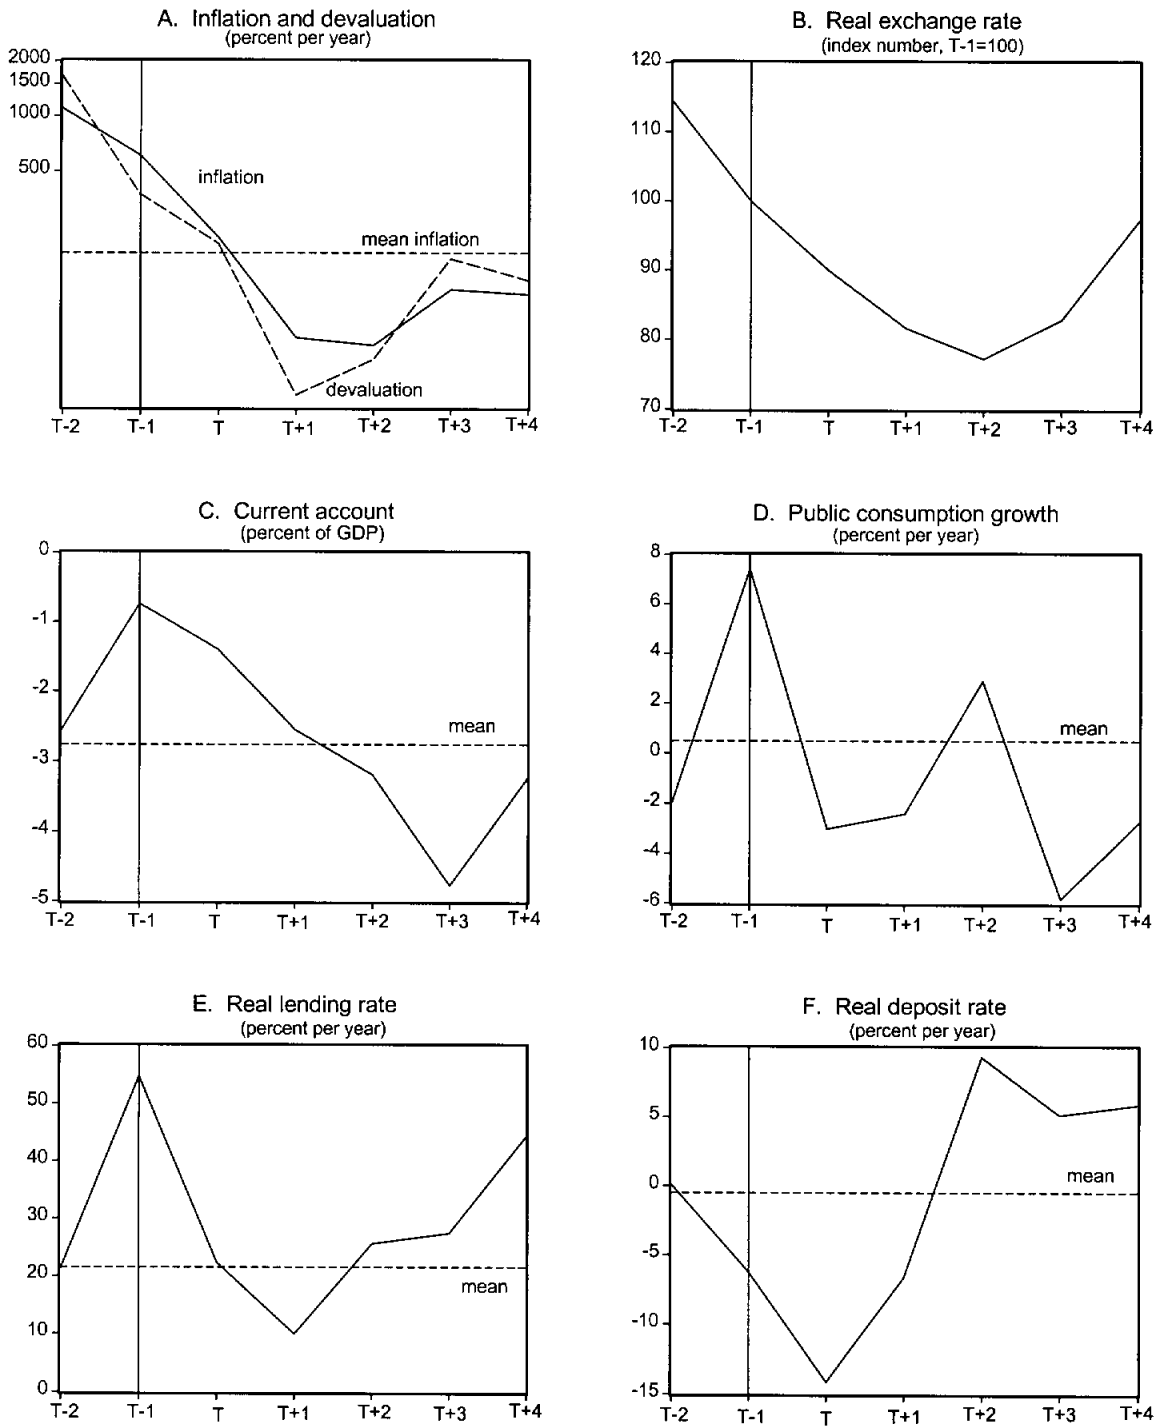 A. Inflation and devaluation
(percent per year)
2000
1500
1000
500
inflation
mean inflation
devaluation
T-2 T-1 T T+1 T+2 T+3 T+4
B. Real exchange rate
(index number, T-1=100)
120
110
100
90
80
70
T-2 T-1 T T+1 T+2 T+3 T+4
C. Current account
(percent of GDP)
0
-1
-2
mean
-3
-4
-5
T-2 T-1 T T+1 T+2 T+3 T+4
D. Public consumption growth
(percent per year)
8
6
4
2
mean
0
-2
-4
-6
T-2 T-1 T T+1 T+2 T+3 T+4
E. Real lending rate
(percent per year)
60
50
40
30
20
mean
10
0
T-2 T-1 T T+1 T+2 T+3 T+4
F. Real deposit rate
(percent per year)
10
5
mean
0
-5
-10
-15
T-2 T-1 T T+1 T+2 T+3 T+4